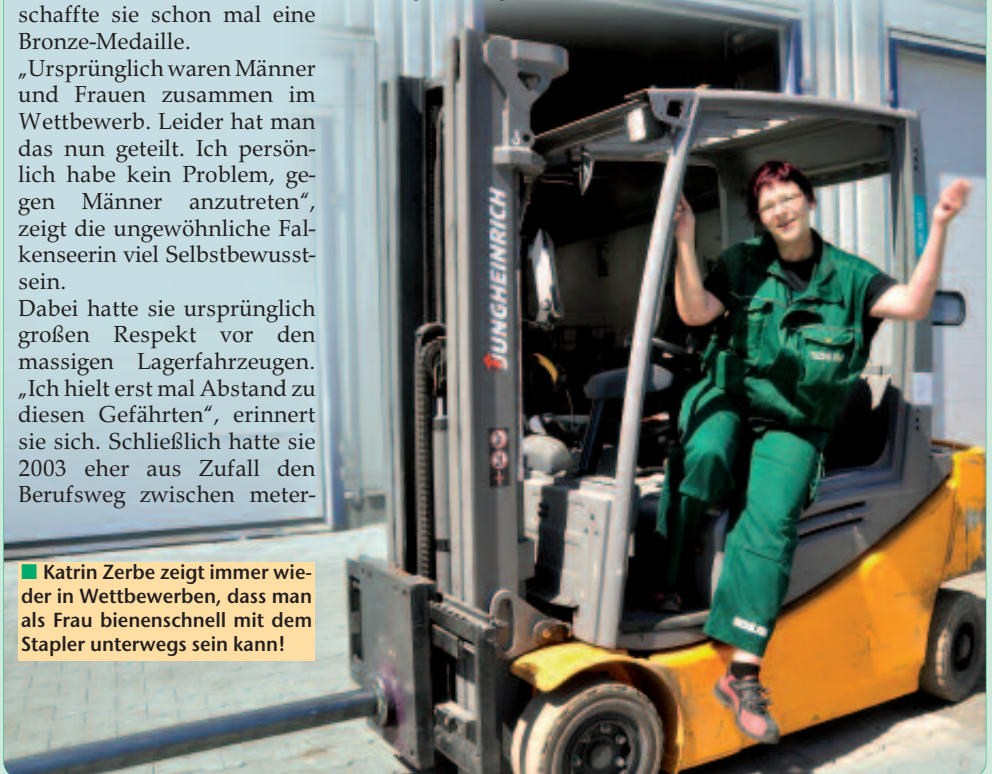 schaffte sie schon mal eine
Bronze-Medaille.
„Ursprünglich waren Männer
und Frauen zusammen im
Wettbewerb. Leider hat man
das nun geteilt. Ich persön-
lich habe kein Problem, ge-
gen Männer anzutreten“,
zeigt die ungewöhnliche Fal-
kenseerin viel Selbstbewusst-
sein.
Dabei hatte sie ursprünglich
großen Respekt vor den
massigen Lagerfahrzeugen.
„Ich hielt erst mal Abstand zu
diesen Gefährten“, erinnert
sie sich. Schließlich hatte sie
2003 eher aus Zufall den
Berufsweg zwischen meter-
Katrin Zerbe zeigt immer wie-
der in Wettbewerben, dass man
als Frau bienenschnell mit dem
Stapler unterwegs sein kann!
JUNGHEINRICH